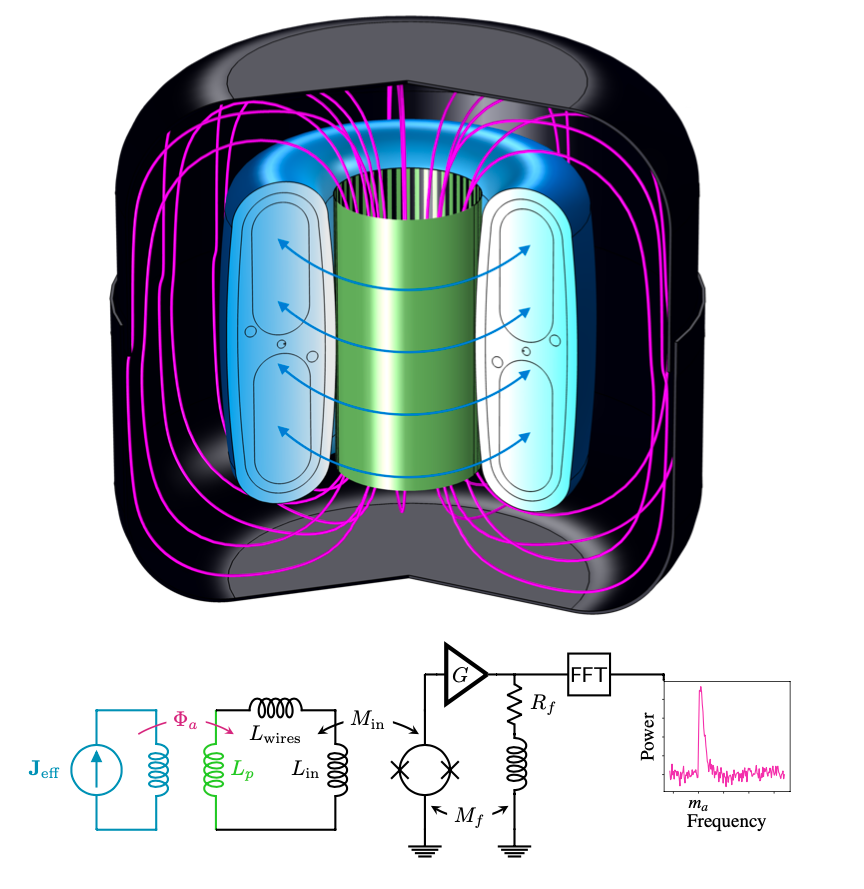 G
FFT
R_f
Φ_a
M_in
L_wires
J_eff
L_p
L_in
M_f
Power
m_a
Frequency